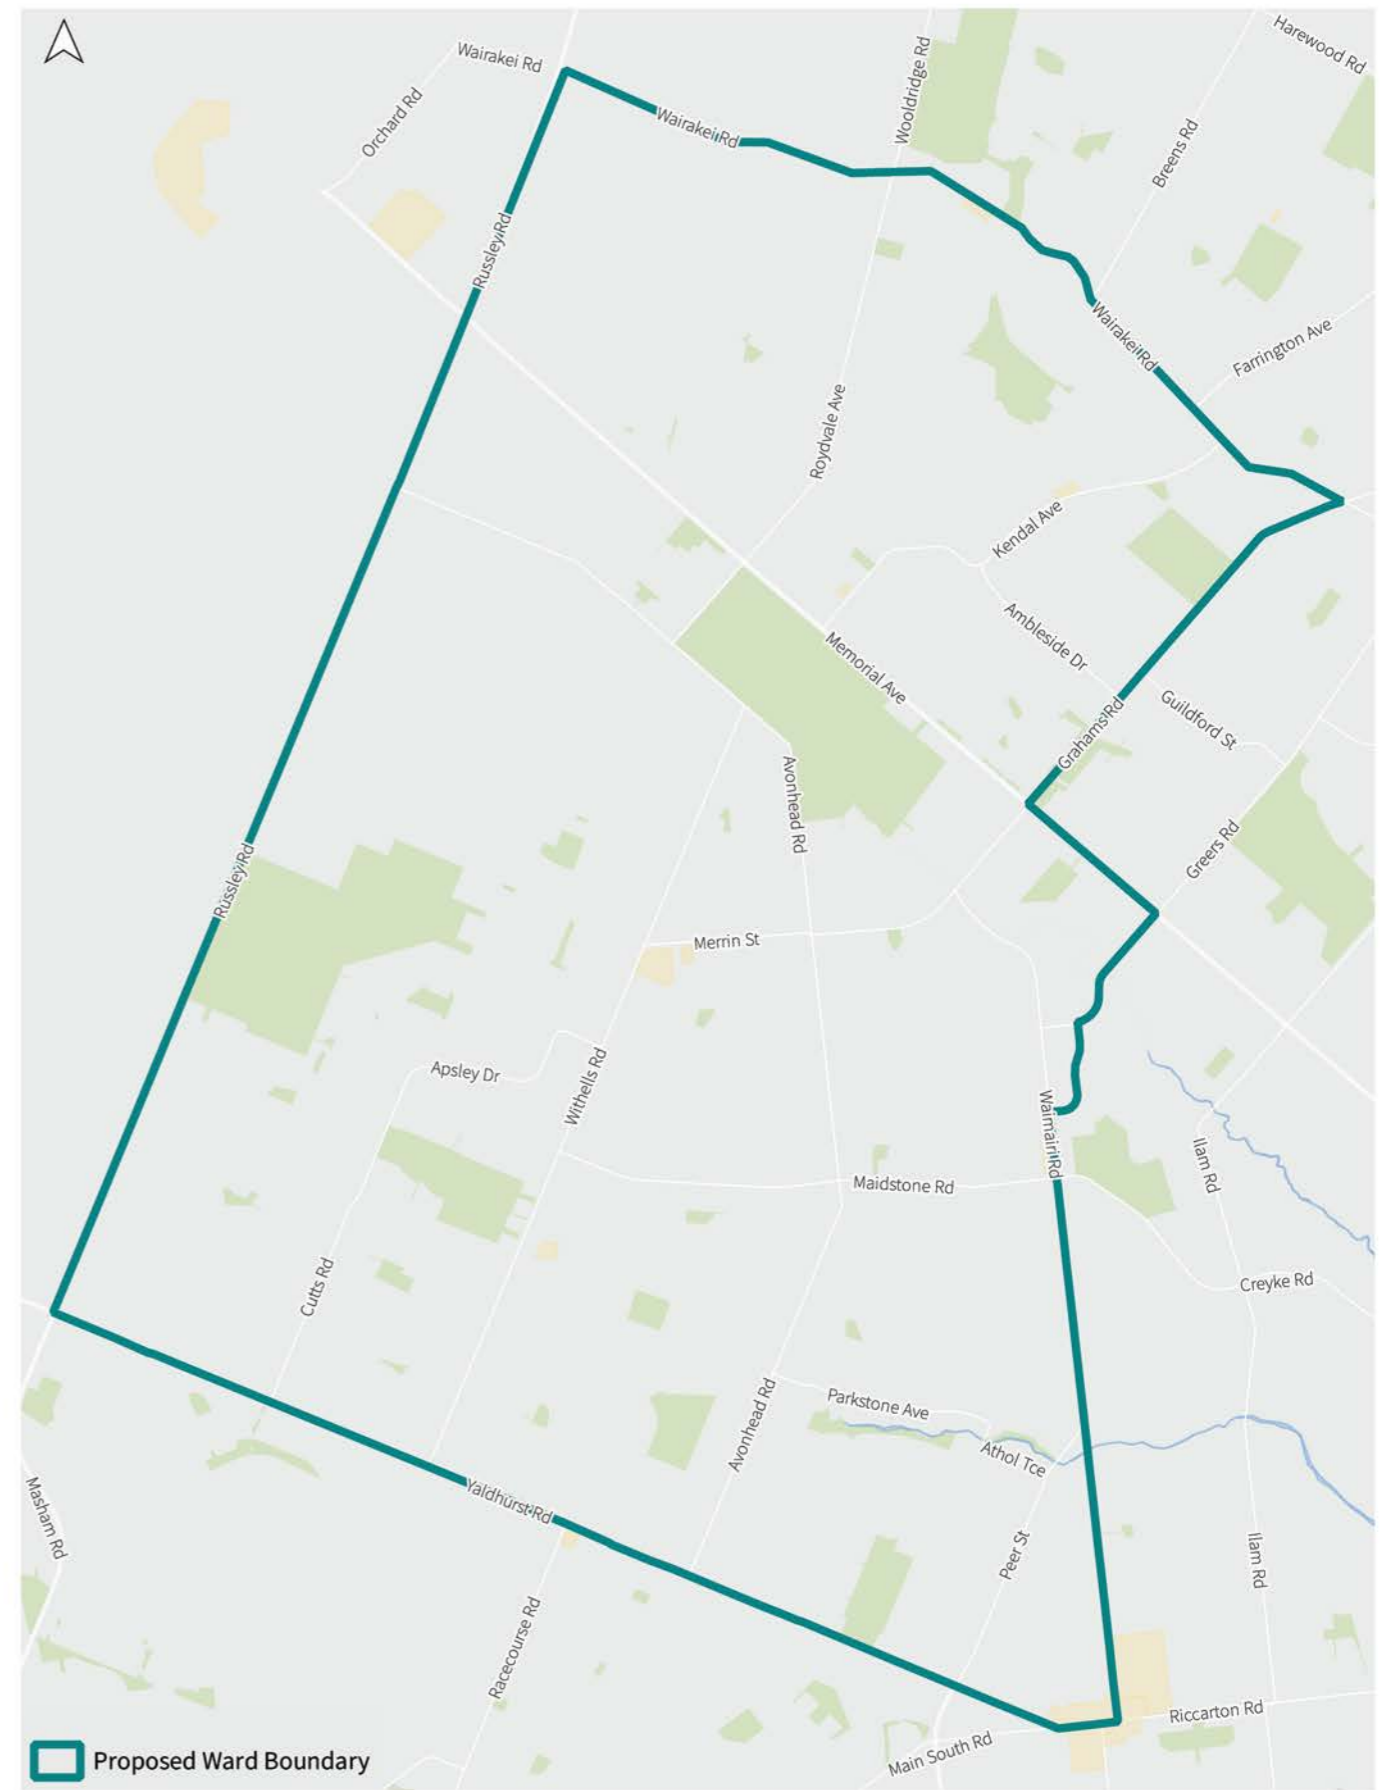 Harewood Rd
Wairakei Rd
Wooldridge Rd
Orchard Rd
Wairakei Rd
Breens Rd
Russley Rd
Wairakei Rd
Farrington Ave
Roydvale Ave
Kendal Ave
Ambleside Dr
Memorial Ave
Grahams Rd
Guildford St
Avonhead Rd
Greers Rd
Russley Rd
Merrin St
Apsley Dr
Withells Rd
Waimairi Rd
Ilam Rd
Maidstone Rd
Cutts Rd
Creyke Rd
Parkstone Ave
Avonhead Rd
Athol Tce
Yaldhurst Rd
Masham Rd
Peer St
Ilam Rd
Racecourse Rd
Riccarton Rd
Main South Rd
Proposed Ward Boundary